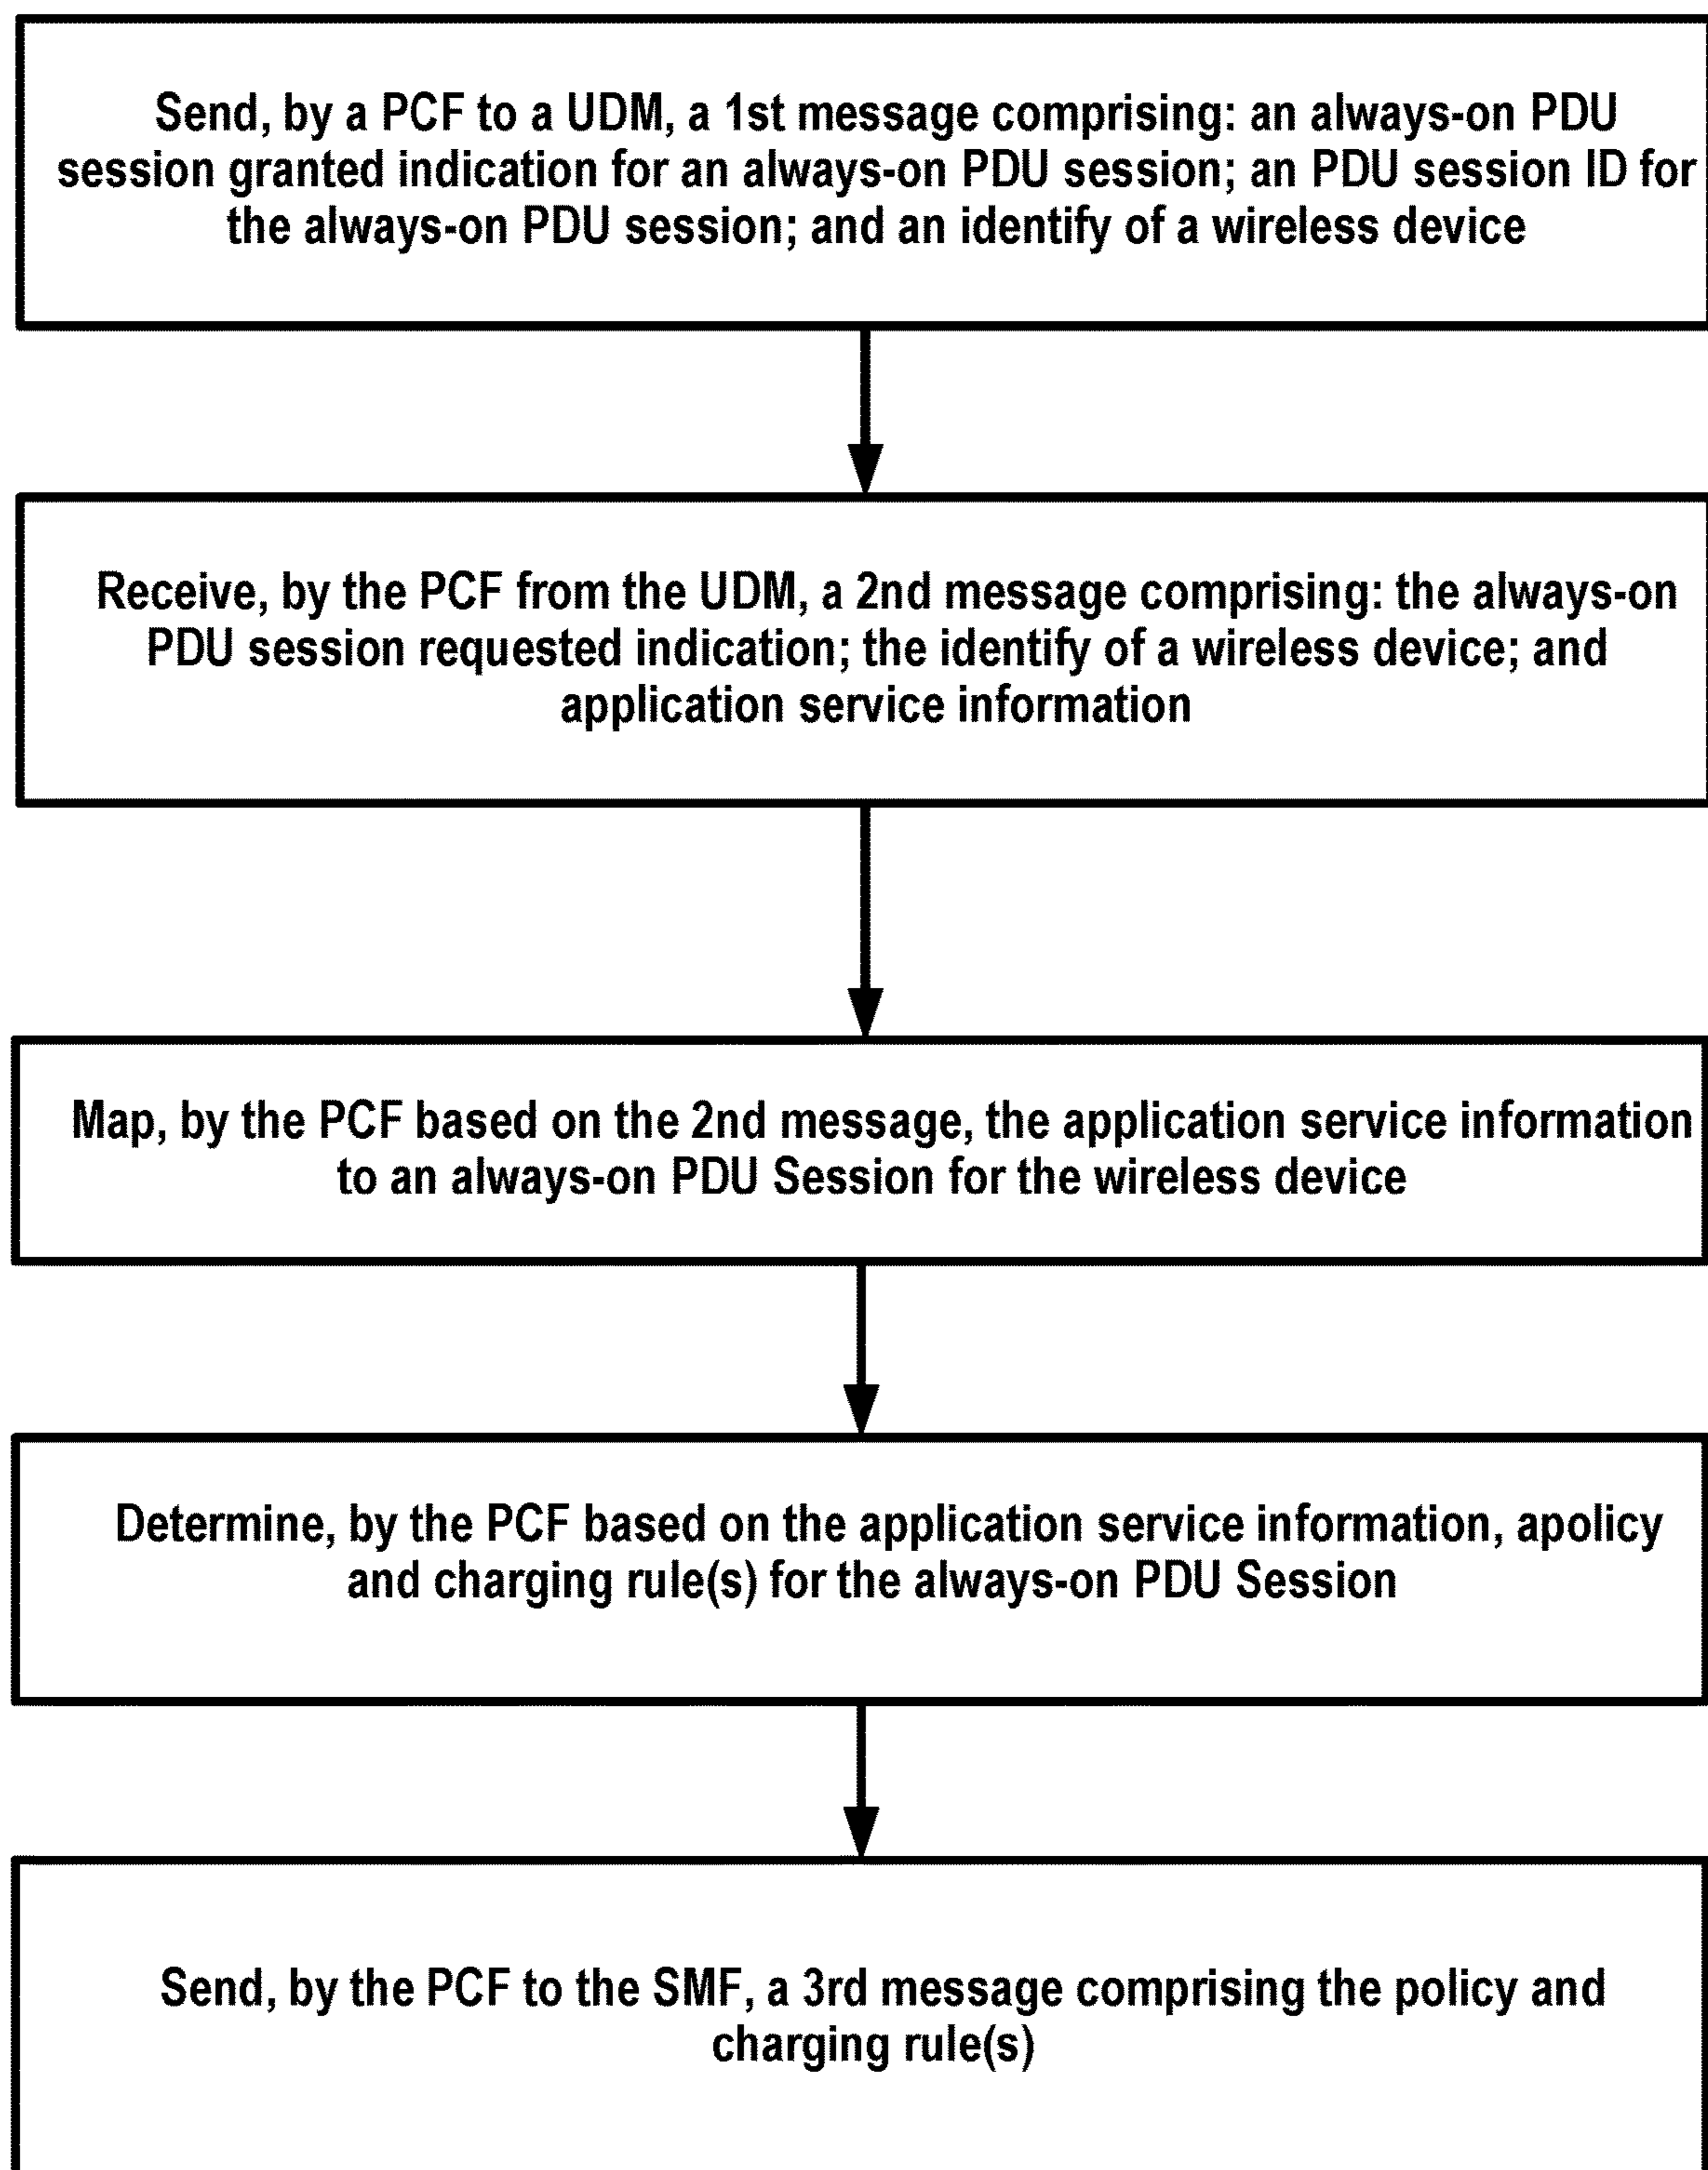 Send, by a PCF to a UDM, a 1st message comprising: an always-on PDU
session granted indication for an always-on PDU session; an PDU session ID for
the always-on PDU session; and an identify of a wireless device
Receive, by the PCF from the UDM, a 2nd message comprising: the always-on
PDU session requested indication; the identify of a wireless device; and
application service information
Map, by the PCF based on the 2nd message, the application service information
to an always-on PDU Session for the wireless device
Determine, by the PCF based on the application service information, apolicy
and charging rule(s) for the always-on PDU Session
Send, by the PCF to the SMF, a 3rd message comprising the policy and
charging rule(s)